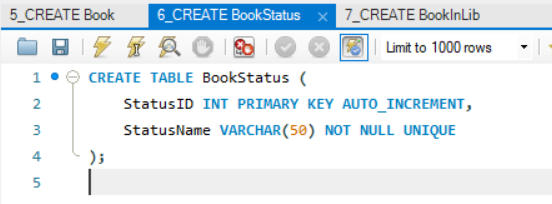 5_CREATE Book 6_CREATE BookStatus 7_CREATE BookInLib
Limit to 1000 rows
1 CREATE TABLE BookStatus (
2 StatusID INT PRIMARY KEY AUTO_INCREMENT,
3 StatusName VARCHAR(50) NOT NULL UNIQUE
4 );
5